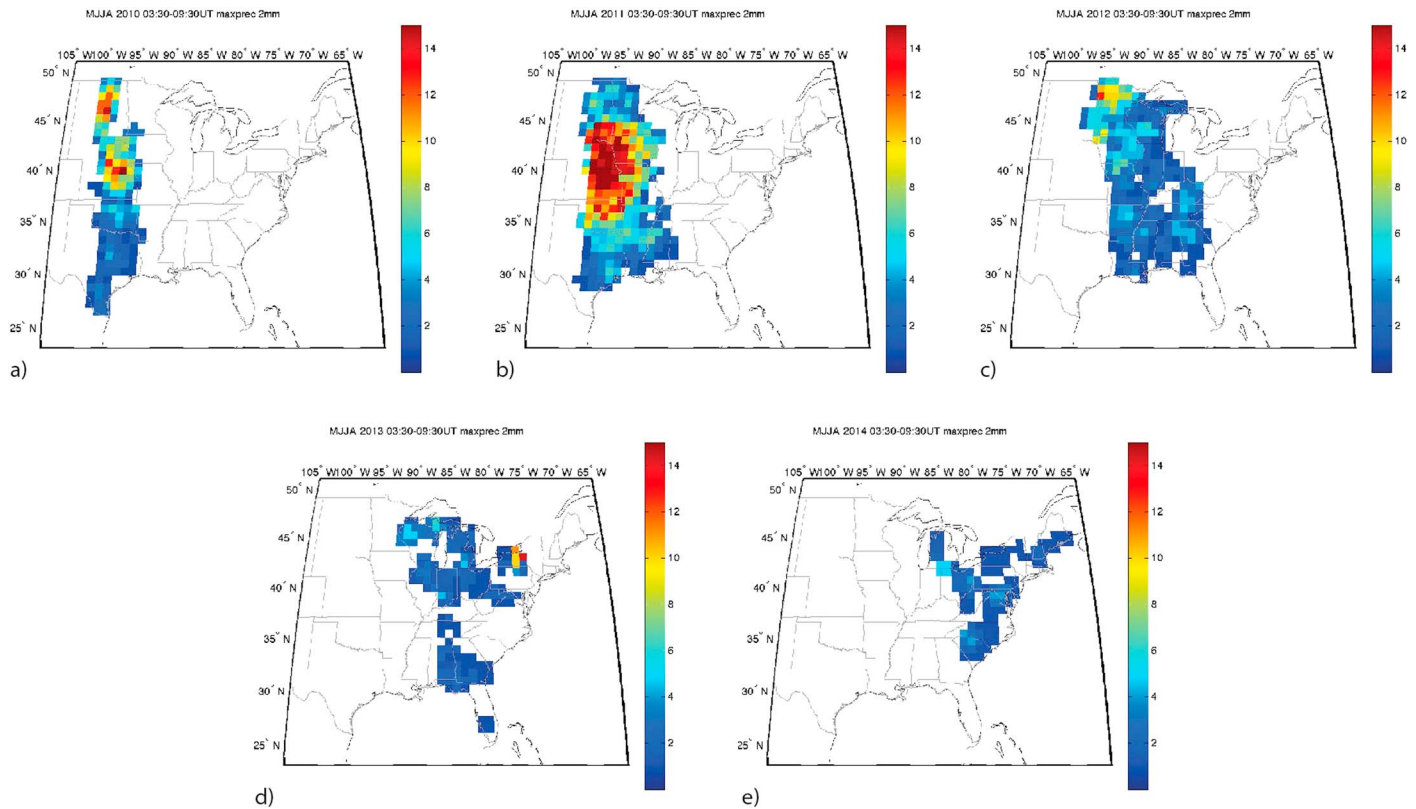 MJJA 2010 03:30-09:30UT maxprec 2mm
105° W100° W 95° W 90° W 85° W 80° W 75° W 70° W 65° W
50° N
45° N
40° N
35° N
30° N
25° N
14
12
10
8
6
4
2
a)
MJJA 2011 03:30-09:30UT maxprec 2mm
105° W100° W 95° W 90° W 85° W 80° W 75° W 70° W 65° W
50° N
45° N
40° N
35° N
30° N
25° N
14
12
10
8
6
4
2
b)
MJJA 2012 03:30-09:30UT maxprec 2mm
105° W100° W 95° W 90° W 85° W 80° W 75° W 70° W 65° W
50° N
45° N
40° N
35° N
30° N
25° N
14
12
10
8
6
4
2
c)
MJJA 2013 03:30-09:30UT maxprec 2mm
105° W100° W 95° W 90° W 85° W 80° W 75° W 70° W 65° W
50° N
45° N
40° N
35° N
30° N
25° N
14
12
10
8
6
4
2
d)
MJJA 2014 03:30-09:30UT maxprec 2mm
105° W100° W 95° W 90° W 85° W 80° W 75° W 70° W 65° W
50° N
45° N
40° N
35° N
30° N
25° N
14
12
10
8
6
4
2
e)